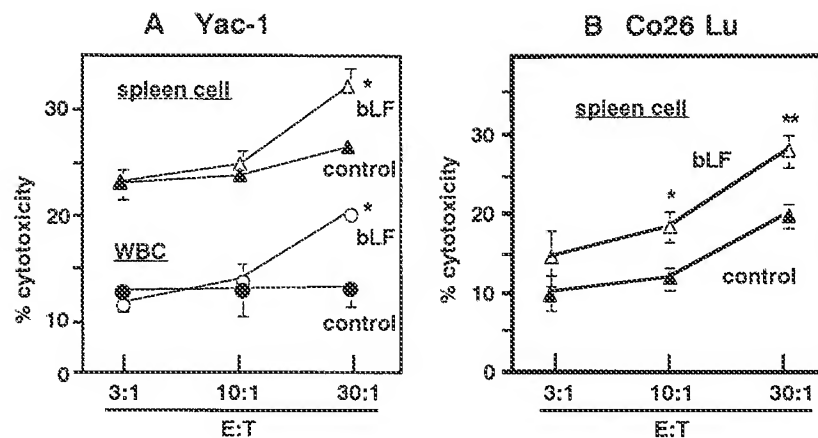 A Yac-1
% cytotoxicity
30
20
10
0
spleen cell
*
bLF
control
WBC
*
bLF
control
3:1 10:1 30:1
E:T
B Co26 Lu
% cytotoxicity
30
20
10
0
spleen cell
**
bLF
*
control
3:1 10:1 30:1
E:T